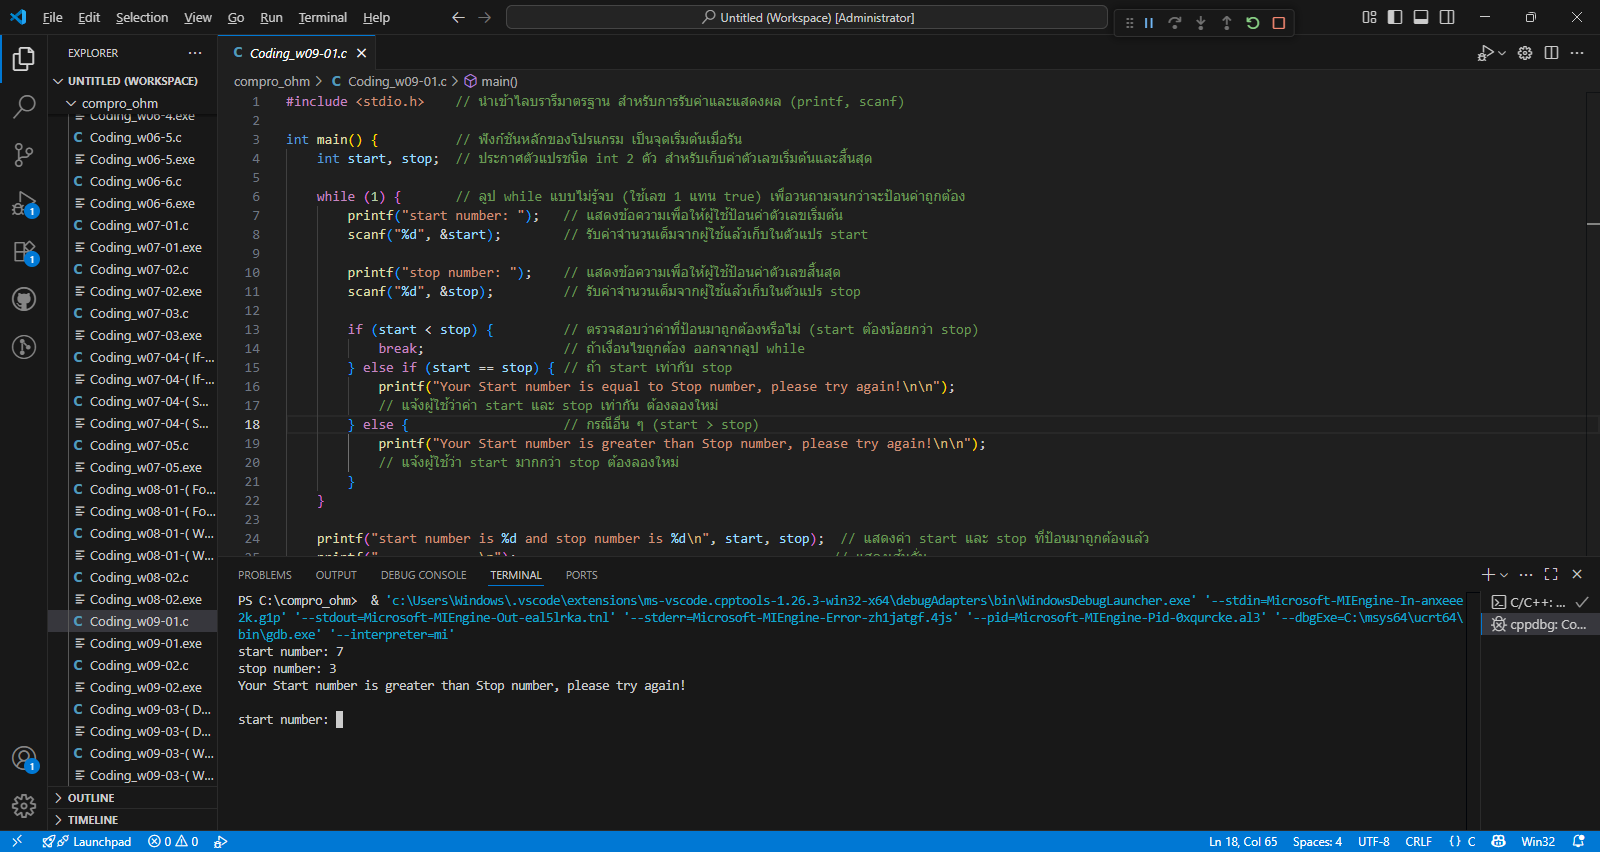 File Edit Selection View Go Run Terminal Help
Untitled (Workspace) [Administrator]
EXPLORER
UNTITLED (WORKSPACE)
compro_ohm
Coding_w06-4.exe
Coding_w06-5.c
Coding_w06-5.exe
Coding_w06-6.c
Coding_w06-6.exe
Coding_w07-01.c
Coding_w07-01.exe
Coding_w07-02.c
Coding_w07-02.exe
Coding_w07-03.c
Coding_w07-03.exe
Coding_w07-04-( If-...
Coding_w07-04-( If-...
Coding_w07-04-( S...
Coding_w07-04-( S...
Coding_w07-05.c
Coding_w07-05.exe
Coding_w08-01-( Fo...
Coding_w08-01-( Fo...
Coding_w08-01-( W...
Coding_w08-01-( W...
Coding_w08-02.c
Coding_w08-02.exe
Coding_w09-01.c
Coding_w09-01.exe
Coding_w09-02.c
Coding_w09-02.exe
Coding_w09-03-( D...
Coding_w09-03-( D...
Coding_w09-03-( W...
Coding_w09-03-( W...
OUTLINE
TIMELINE
C Coding_w09-01.c
compro_ohm > C Coding_w09-01.c > main()
1 #include <stdio.h> // นำเข้าไลบรารีมาตรฐาน สำหรับการรับค่าและแสดงผล (printf, scanf)
2
3 int main() { // ฟังก์ชันหลักของโปรแกรม เป็นจุดเริ่มต้นเมื่อรัน
4 int start, stop; // ประกาศตัวแปรชนิด int 2 ตัว สำหรับเก็บค่าตัวเลขเริ่มต้นและสิ้นสุด
5
6 while (1) { // ลูป while แบบไม่รู้จบ (ใช้เลข 1 แทน true) เพื่อวนถามจนกว่าจะป้อนค่าถูกต้อง
7 printf("start number: "); // แสดงข้อความเพื่อให้ผู้ใช้ป้อนค่าตัวเลขเริ่มต้น
8 scanf("%d", &start); // รับค่าจำนวนเต็มจากผู้ใช้แล้วเก็บในตัวแปร start
9
10 printf("stop number: "); // แสดงข้อความเพื่อให้ผู้ใช้ป้อนค่าตัวเลขสิ้นสุด
11 scanf("%d", &stop); // รับค่าจำนวนเต็มจากผู้ใช้แล้วเก็บในตัวแปร stop
12
13 if (start < stop) { // ตรวจสอบว่าค่าที่ป้อนมาถูกต้องหรือไม่ (start ต้องน้อยกว่า stop)
14 break; // ถ้าเงื่อนไขถูกต้อง ออกจากลูป while
15 } else if (start == stop) { // ถ้า start เท่ากับ stop
16 printf("Your Start number is equal to Stop number, please try again!\n\n");
17 // แจ้งผู้ใช้ว่าค่า start และ stop เท่ากัน ต้องลองใหม่
18 } else { // กรณีอื่น ๆ (start > stop)
19 printf("Your Start number is greater than Stop number, please try again!\n\n");
20 // แจ้งผู้ใช้ว่า start มากกว่า stop ต้องลองใหม่
21 }
22 }
23
24 printf("start number is %d and stop number is %d\n", start, stop); // แสดงค่า start และ stop ที่ป้อนมาถูกต้องแล้ว
PROBLEMS OUTPUT DEBUG CONSOLE TERMINAL PORTS
PS C:\compro_ohm> & 'c:\Users\Windows\.vscode\extensions\ms-vscode.cpptools-1.26.3-win32-x64\debugAdapters\bin\WindowsDebugLauncher.exe' '--stdin=Microsoft-MIEngine-In-anxeee
2k.g1p' '--stdout=Microsoft-MIEngine-Out-eal5lrka.tnl' '--stderr=Microsoft-MIEngine-Error-zh1jatgf.4js' '--pid=Microsoft-MIEngine-Pid-0xqurcke.al3' '--dbgExe=C:\msys64\ucrt64\
bin\gdb.exe' '--interpreter=mi'
start number: 7
stop number: 3
Your Start number is greater than Stop number, please try again!
start number:
C/C++: ...
cppdbg: Co...
Launchpad 0 0
Ln 18, Col 65 Spaces: 4 UTF-8 CRLF {} C Win32